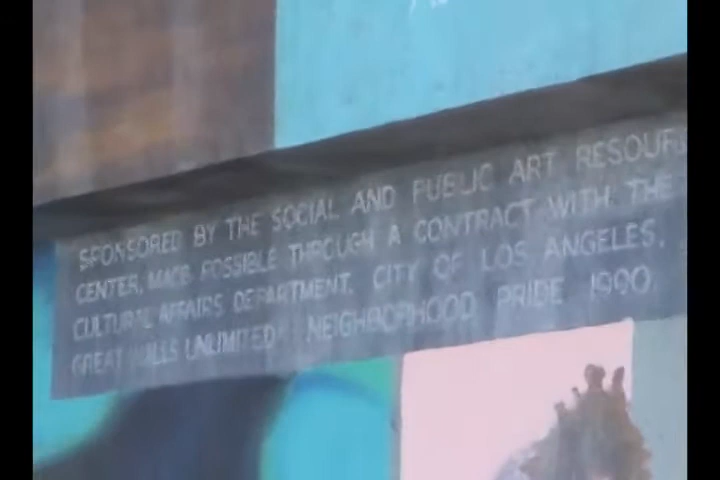 SPONSORED BY THE SOCIAL AND PUBLIC ART RESOUR
CENTER, MADE POSSIBLE THROUGH A CONTRACT WITH THE
CULTURAL AFFAIRS DEPARTMENT, CITY OF LOS ANGELES.
GREAT WALLS UNLIMITED: NEIGHBORHOOD PRIDE 1990.